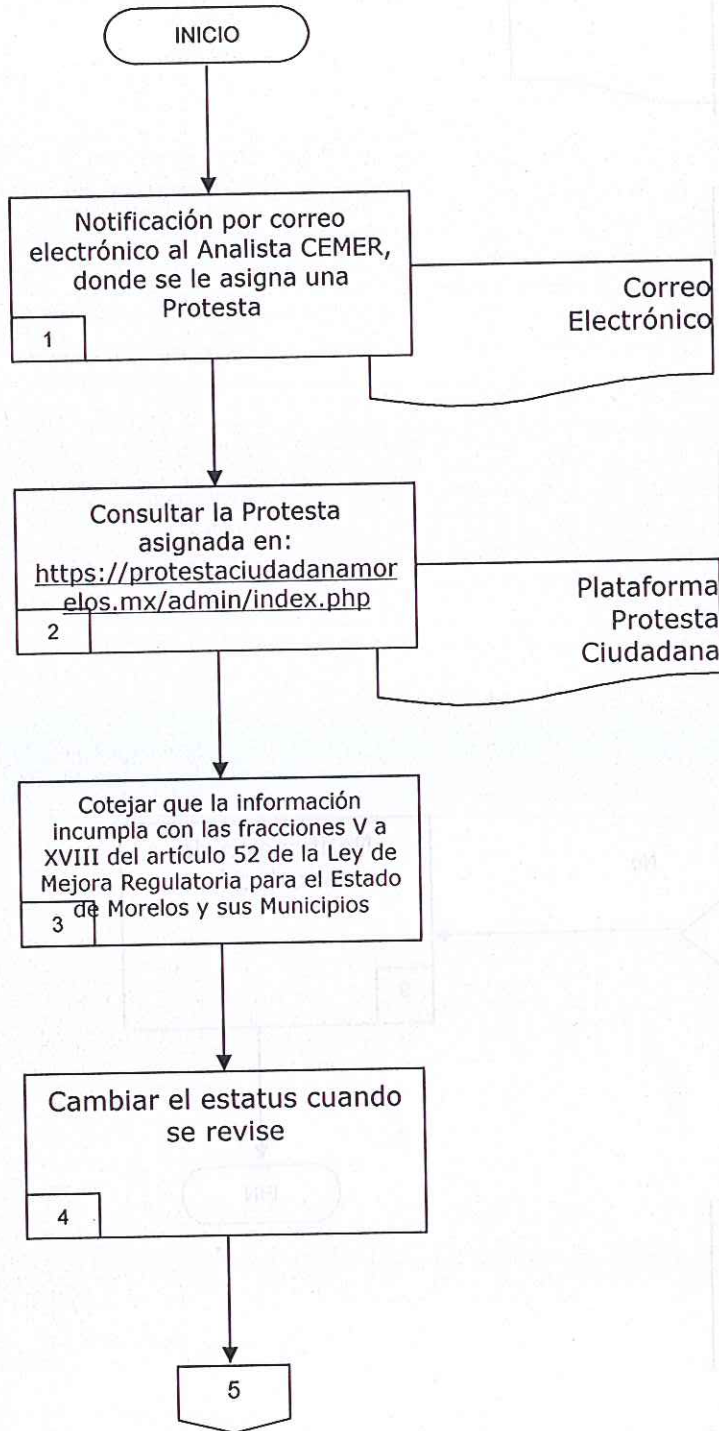 INICIO
Notificación por correo
electrónico al Analista CEMER,
donde se le asigna una
Protesta
1
Correo
Electrónico
Consultar la Protesta
asignada en:
https://protestaciudadanamor
elos.mx/admin/index.php
2
Plataforma
Protesta
Ciudadana
Cotejar que la información
incumpla con las fracciones V a
XVIII del artículo 52 de la Ley de
Mejora Regulatoria para el Estado
de Morelos y sus Municipios
3
No
9
Cambiar el estatus cuando
se revise
4
FIN
5